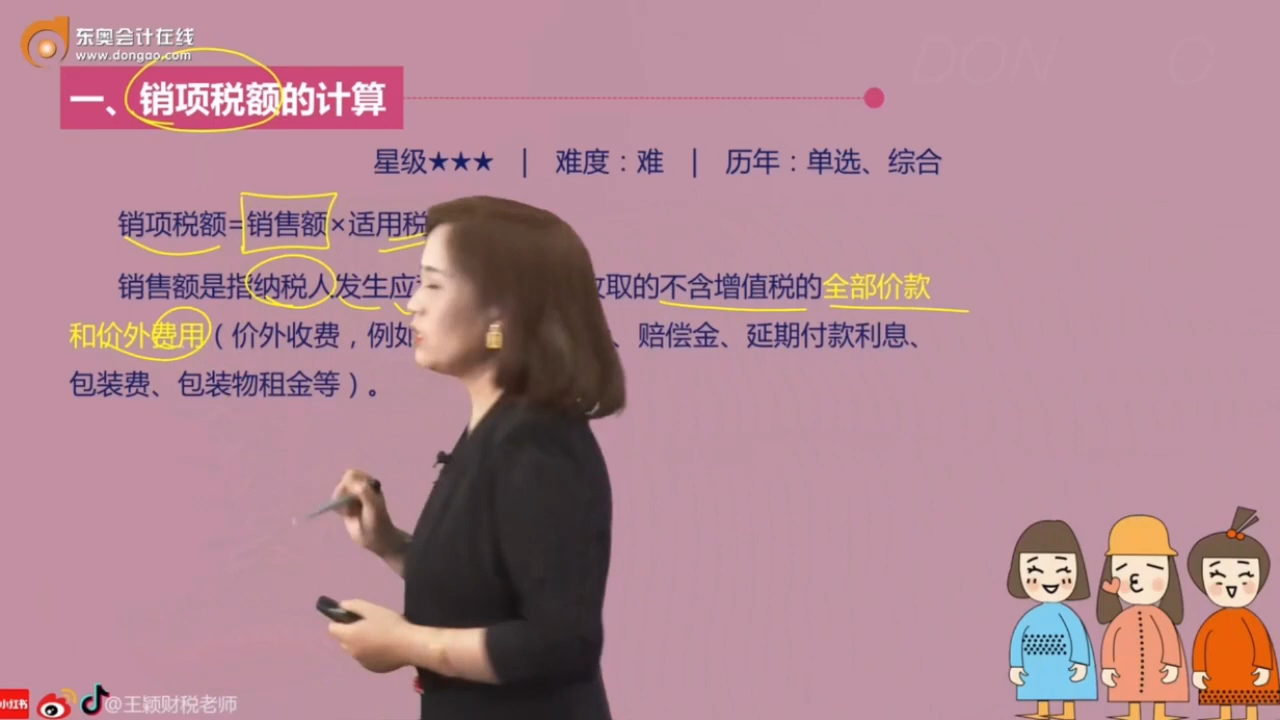 东奥会计在线
www.dongao.com
DON G
一、销项税额的计算
星级★★★ | 难度：难 | 历年：单选、综合
销项税额=销售额×适用税
销售额是指纳税人发生应 取的不含增值税的全部价款
和价外费用（价外收费，例如 、赔偿金、延期付款利息、
包装费、包装物租金等）。
小红书
@王颖财税老师